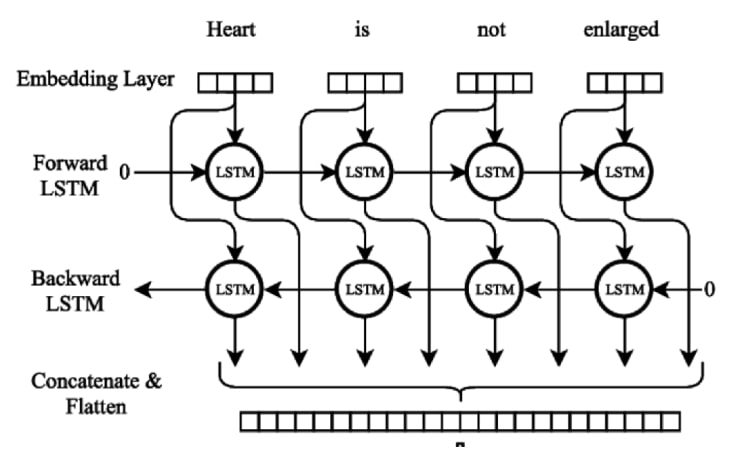 Heart is not enlarged
Embedding Layer
Forward
LSTM
0
LSTM LSTM LSTM LSTM
Backward
LSTM
LSTM LSTM LSTM LSTM
0
Concatenate &
Flatten